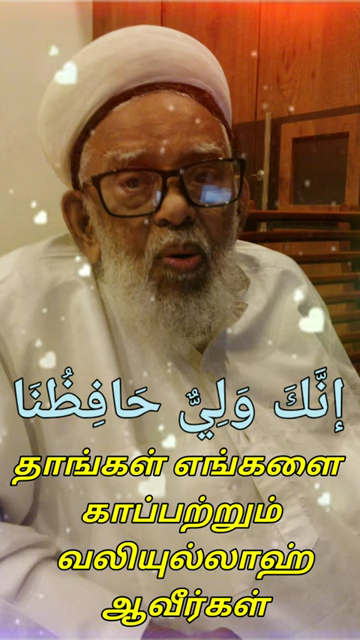 إِنَّكَ وَلِيٌّ حَافِظُنَا
தாங்கள் எங்களை
காப்பற்றும்
வலியுல்லாஹ்
ஆவீர்கள்